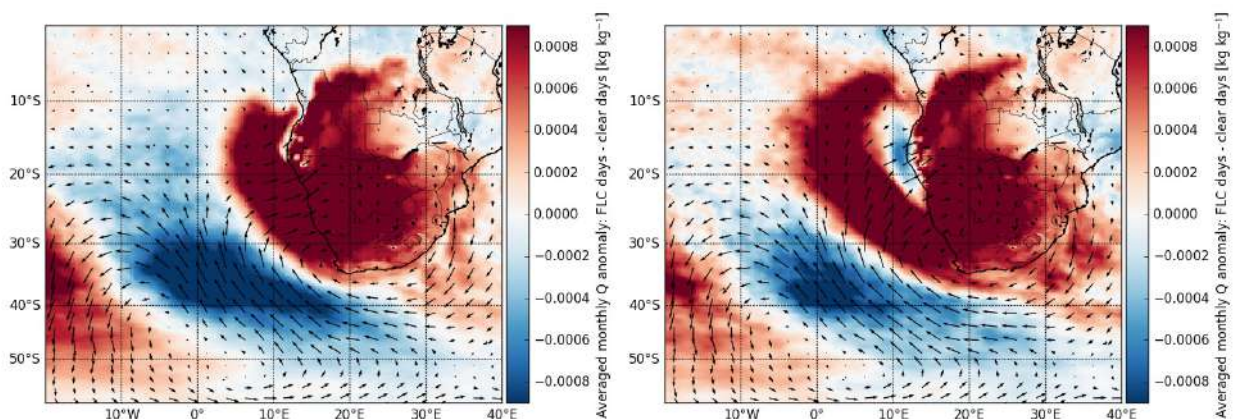 10°S
20°S
30°S
40°S
50°S
10°W
0°
10°E
20°E
30°E
40°E
0.0008
0.0006
0.0004
0.0002
0.0000
−0.0002
−0.0004
−0.0006
−0.0008
Averaged monthly Q anomaly: FLC days - clear days [kg kg⁻¹]
10°S
20°S
30°S
40°S
50°S
10°W
0°
10°E
20°E
30°E
40°E
0.0008
0.0006
0.0004
0.0002
0.0000
−0.0002
−0.0004
−0.0006
−0.0008
Averaged monthly Q anomaly: FLC days - clear days [kg kg⁻¹]